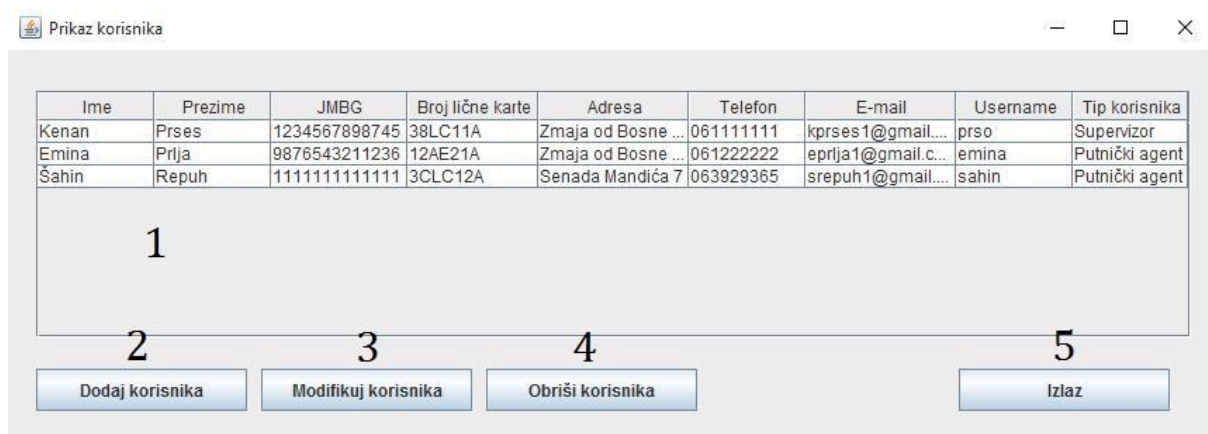 Prikaz korisnika
Ime Prezime JMBG Broj lične karte Adresa Telefon E-mail Username Tip korisnika
Kenan Prses 1234567898745 38LC11A Zmaja od Bosne ... 061111111 kprses1@gmail.... prso Supervizor
Emina Prlja 9876543211236 12AE21A Zmaja od Bosne ... 061222222 eprlja1@gmail.c... emina Putnički agent
Šahin Repuh 1111111111111 3CLC12A Senada Mandića 7 063929365 srepuh1@gmail.... sahin Putnički agent
1
2 3 4 5
Dodaj korisnika Modifikuj korisnika Obriši korisnika Izlaz